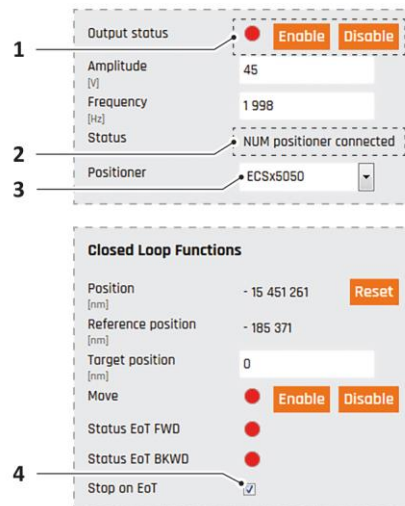 1
Output status Enable Disable
Amplitude
[V]
45
Frequency
[Hz]
1 998
2
Status NUM positioner connected
3
Positioner ECSx5050
Closed Loop Functions
Position
[nm]
- 15 451 261 Reset
Reference position
[nm]
- 185 371
Target position
[nm]
0
Move Enable Disable
Status EoT FWD
Status EoT BKWD
4
Stop on EoT